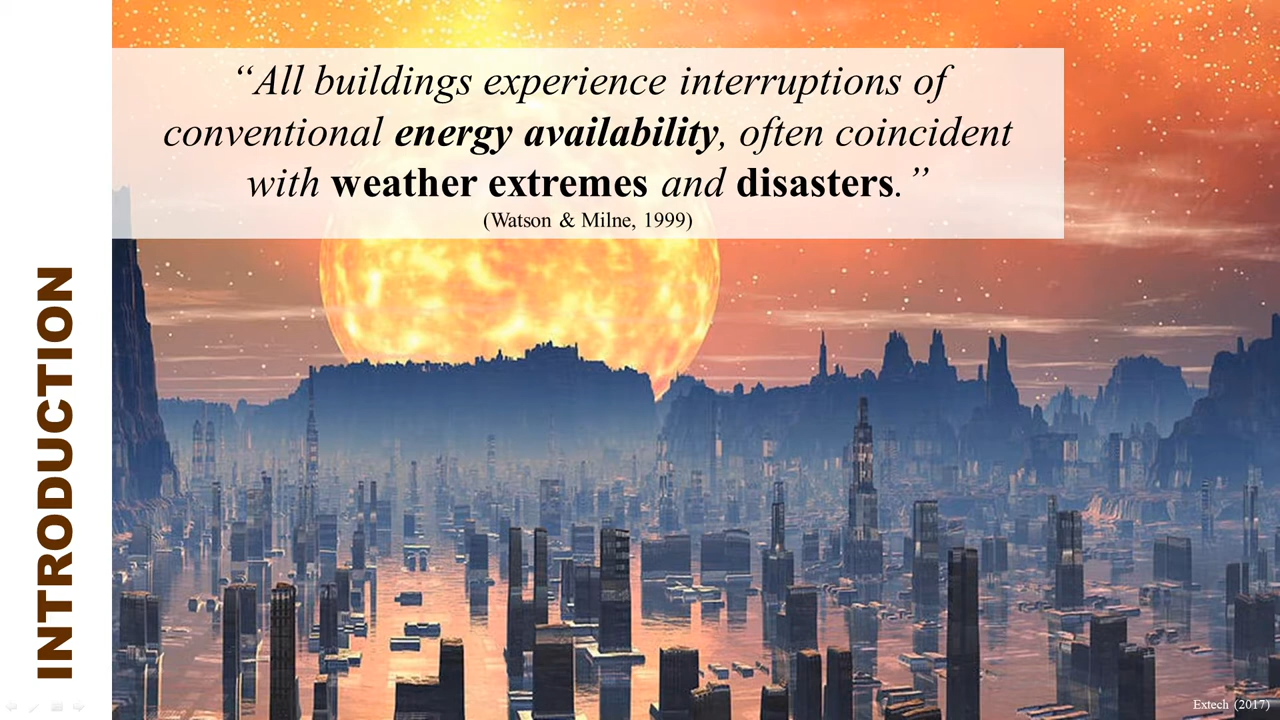 INTRODUCTION
“All buildings experience interruptions of
conventional energy availability, often coincident
with weather extremes and disasters.”
(Watson & Milne, 1999)
Extech (2017)